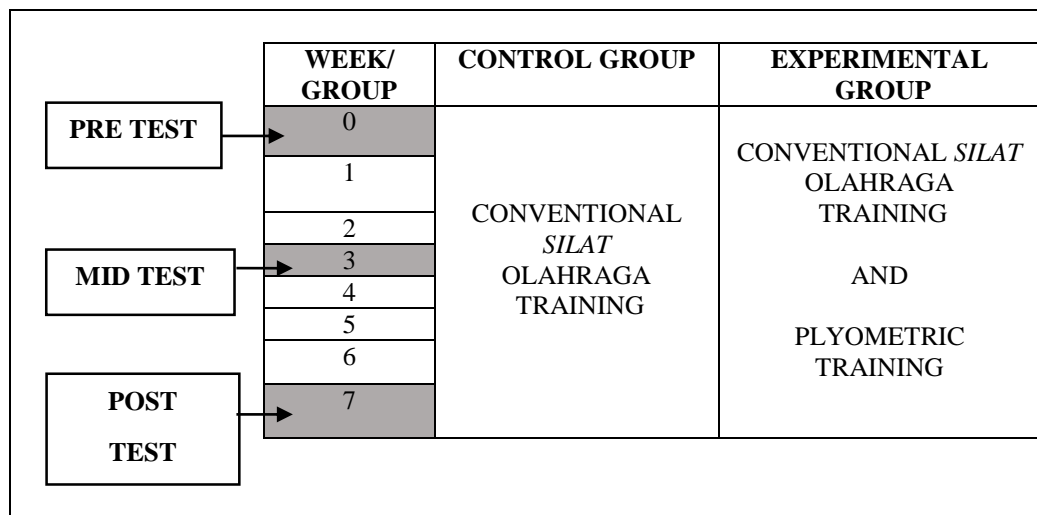 WEEK/
GROUP
CONTROL GROUP
EXPERIMENTAL
GROUP
PRE TEST
0
1
2
MID TEST
3
4
5
6
POST
TEST
7
CONVENTIONAL
SILAT
OLAHRAGA
TRAINING
CONVENTIONAL SILAT
OLAHRAGA
TRAINING
AND
PLYOMETRIC
TRAINING